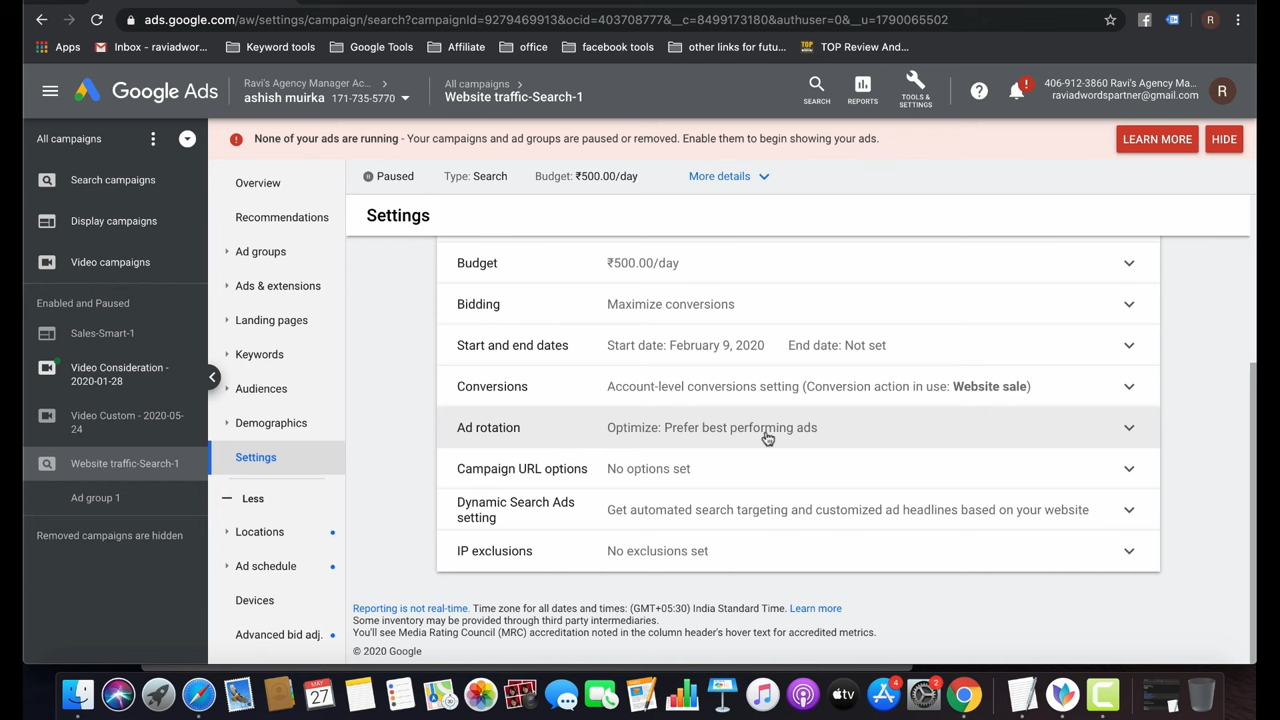 ads.google.com/aw/settings/campaign/search?campaignId=9279469913&ocid=403708777&__c=8499173180&authuser=0&__u=1790065502
R
Apps
Inbox - raviadwor...
Keyword tools
Google Tools
Affiliate
office
facebook tools
other links for futu...
TOP Review And...
Google Ads
Ravi's Agency Manager Ac...
ashish muirka 171-735-5770
All campaigns
Website traffic-Search-1
SEARCH
REPORTS
TOOLS &
SETTINGS
406-912-3860 Ravi's Agency Ma...
raviadwordspartner@gmail.com
R
All campaigns
None of your ads are running - Your campaigns and ad groups are paused or removed. Enable them to begin showing your ads.
LEARN MORE
HIDE
Search campaigns
Display campaigns
Video campaigns
Enabled and Paused
Sales-Smart-1
Video Consideration -
2020-01-28
Video Custom - 2020-05-
24
Website traffic-Search-1
Ad group 1
Removed campaigns are hidden
Overview
Recommendations
Ad groups
Ads & extensions
Landing pages
Keywords
Audiences
Demographics
Settings
Less
Locations
Ad schedule
Devices
Advanced bid adj.
Paused
Type: Search
Budget: ₹500.00/day
More details
Settings
Budget ₹500.00/day
Bidding Maximize conversions
Start and end dates Start date: February 9, 2020 End date: Not set
Conversions Account-level conversions setting (Conversion action in use: Website sale)
Ad rotation Optimize: Prefer best performing ads
Campaign URL options No options set
Dynamic Search Ads
setting
Get automated search targeting and customized ad headlines based on your website
IP exclusions No exclusions set
Reporting is not real-time. Time zone for all dates and times: (GMT+05:30) India Standard Time. Learn more
Some inventory may be provided through third party intermediaries.
You'll see Media Rating Council (MRC) accreditation noted in the column header's hover text for accredited metrics.
© 2020 Google
MAY
27
tv
4
2